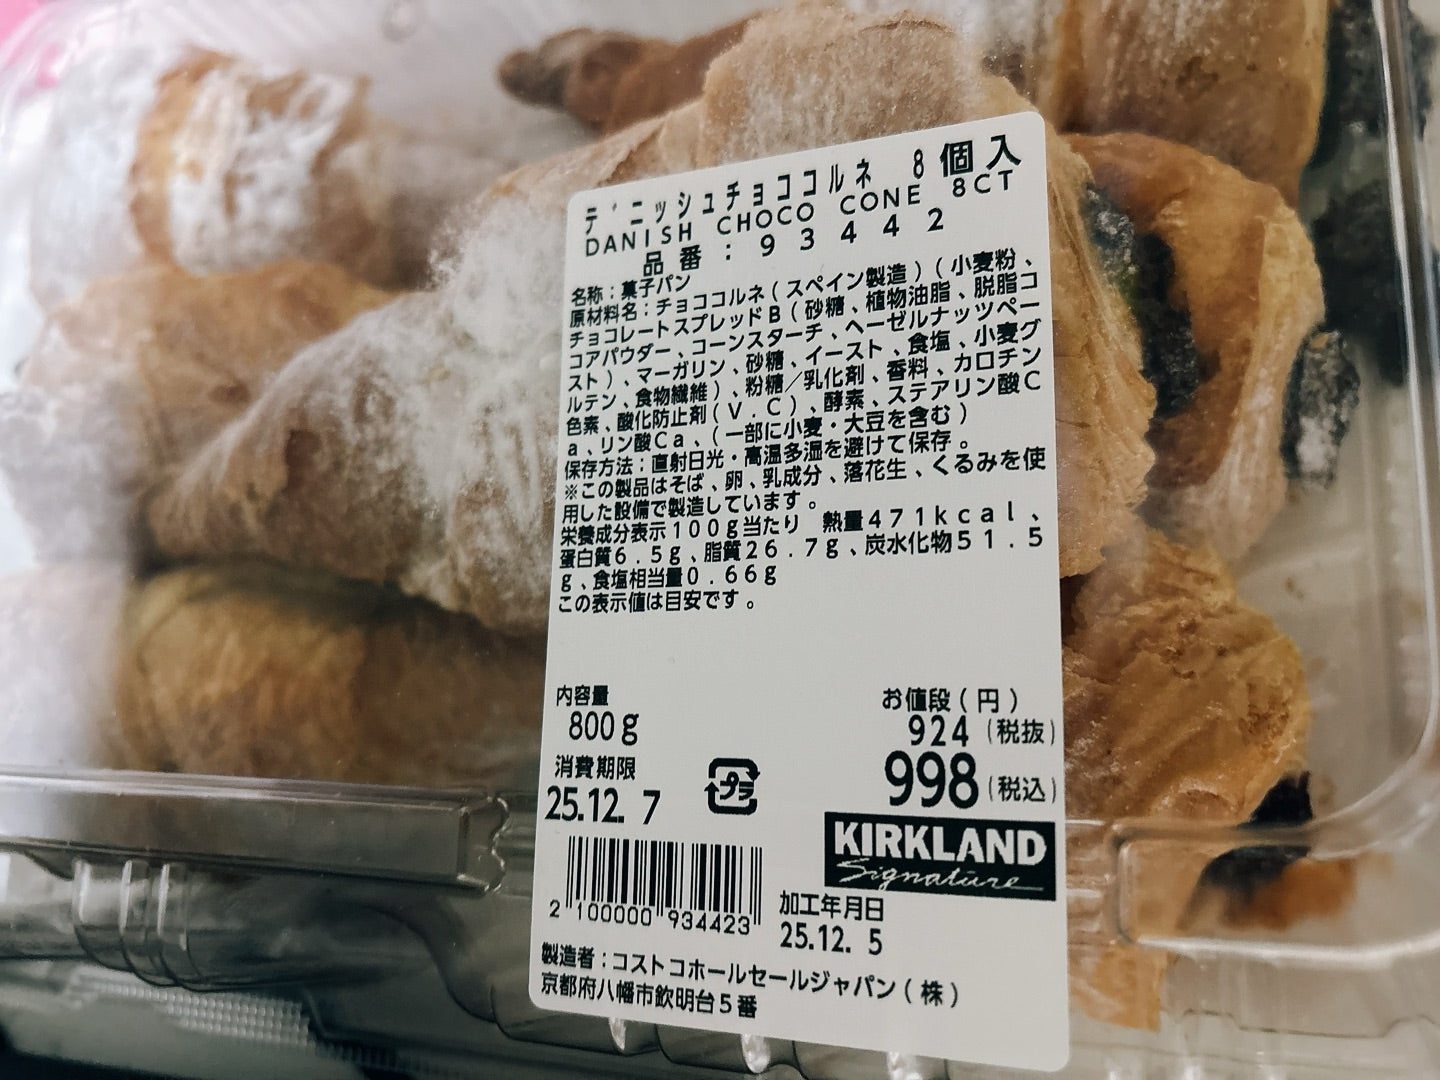 デニッシュチョココルネ 8個入
DANISH CHOCO CONE 8CT
品番:93442
名称:菓子パン
原材料名:チョココルネ(スペイン製造)(小麦粉、
チョコレートスプレッドB(砂糖、植物油脂、脱脂コ
コアパウダー、コーンスターチ、ヘーゼルナッツペー
スト)、マーガリン、砂糖、イースト、食塩、小麦グ
ルテン、食物繊維)、粉糖/乳化剤、香料、カロチン
色素、酸化防止剤(V.C)、酵素、ステアリン酸C
a、リン酸Ca、(一部に小麦・大豆を含む)
保存方法:直射日光・高温多湿を避けて保存。
※この製品はそば、卵、乳成分、落花生、くるみを使
用した設備で製造しています。
栄養成分表示100g当たり 熱量471kcal、
蛋白質6.5g、脂質26.7g、炭水化物51.5
g、食塩相当量0.66g
この表示値は目安です。
内容量
800g
お値段(円)
924(税抜)
消費期限
25.12.7
プラ
998(税込)
KIRKLAND
Signature
2 100000 934423
加工年月日
25.12.5
製造者:コストコホールセールジャパン(株)
京都府八幡市欽明台5番